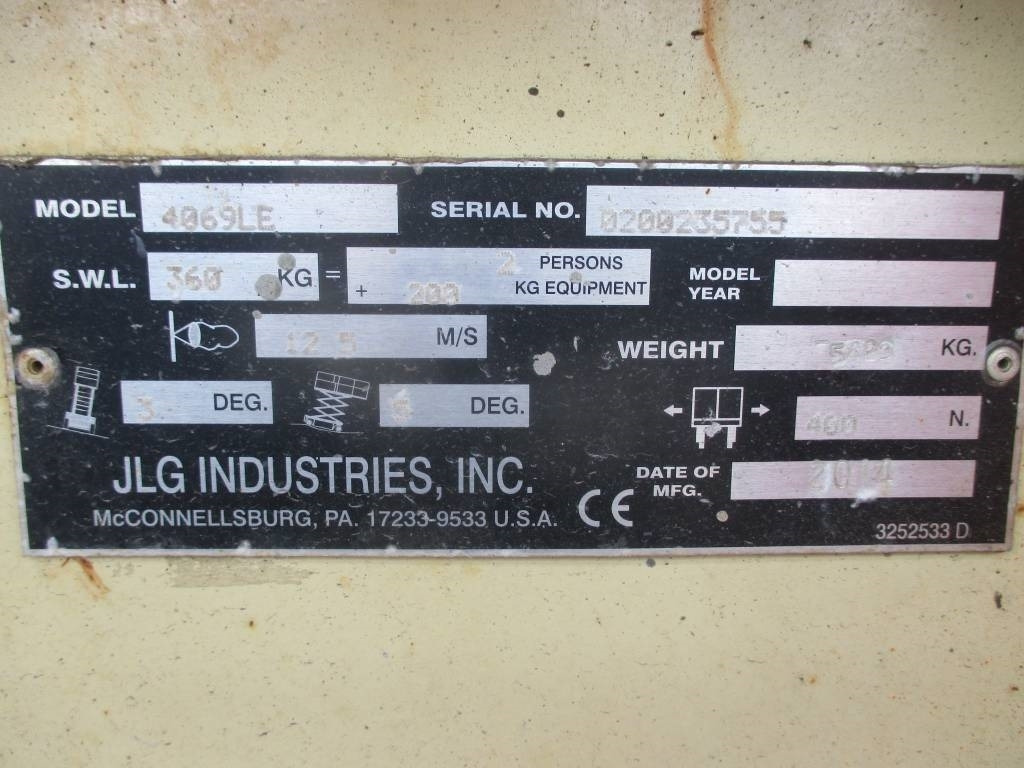 MODEL 4069LE SERIAL NO. 0200235755
S.W.L. 360 KG = 2 PERSONS
+ 200 KG EQUIPMENT
MODEL YEAR
12.5 M/S
WEIGHT KG.
3 DEG. DEG.
400 N.
JLG INDUSTRIES, INC.
McCONNELLSBURG, PA. 17233-9533 U.S.A.
CE
DATE OF MFG. 2014
3252533 D